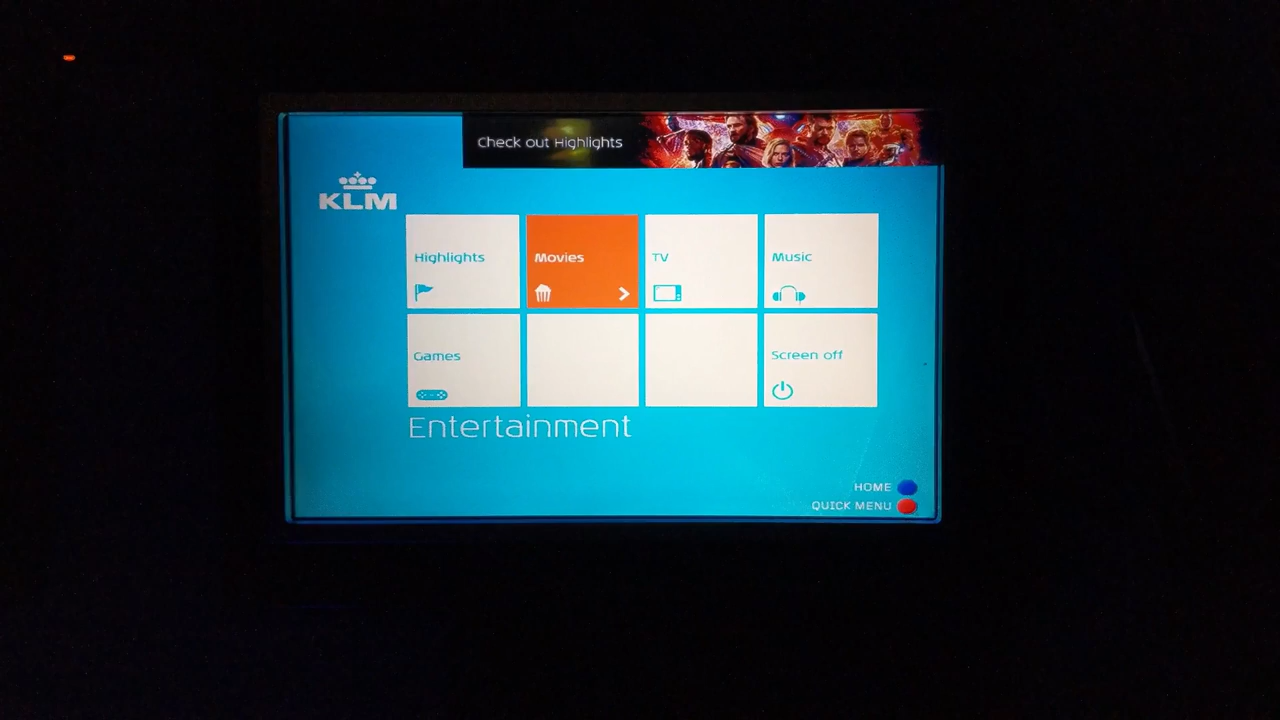 Check out Highlights
KLM
Highlights
Movies
TV
Music
Games
Screen off
Entertainment
HOME
QUICK MENU